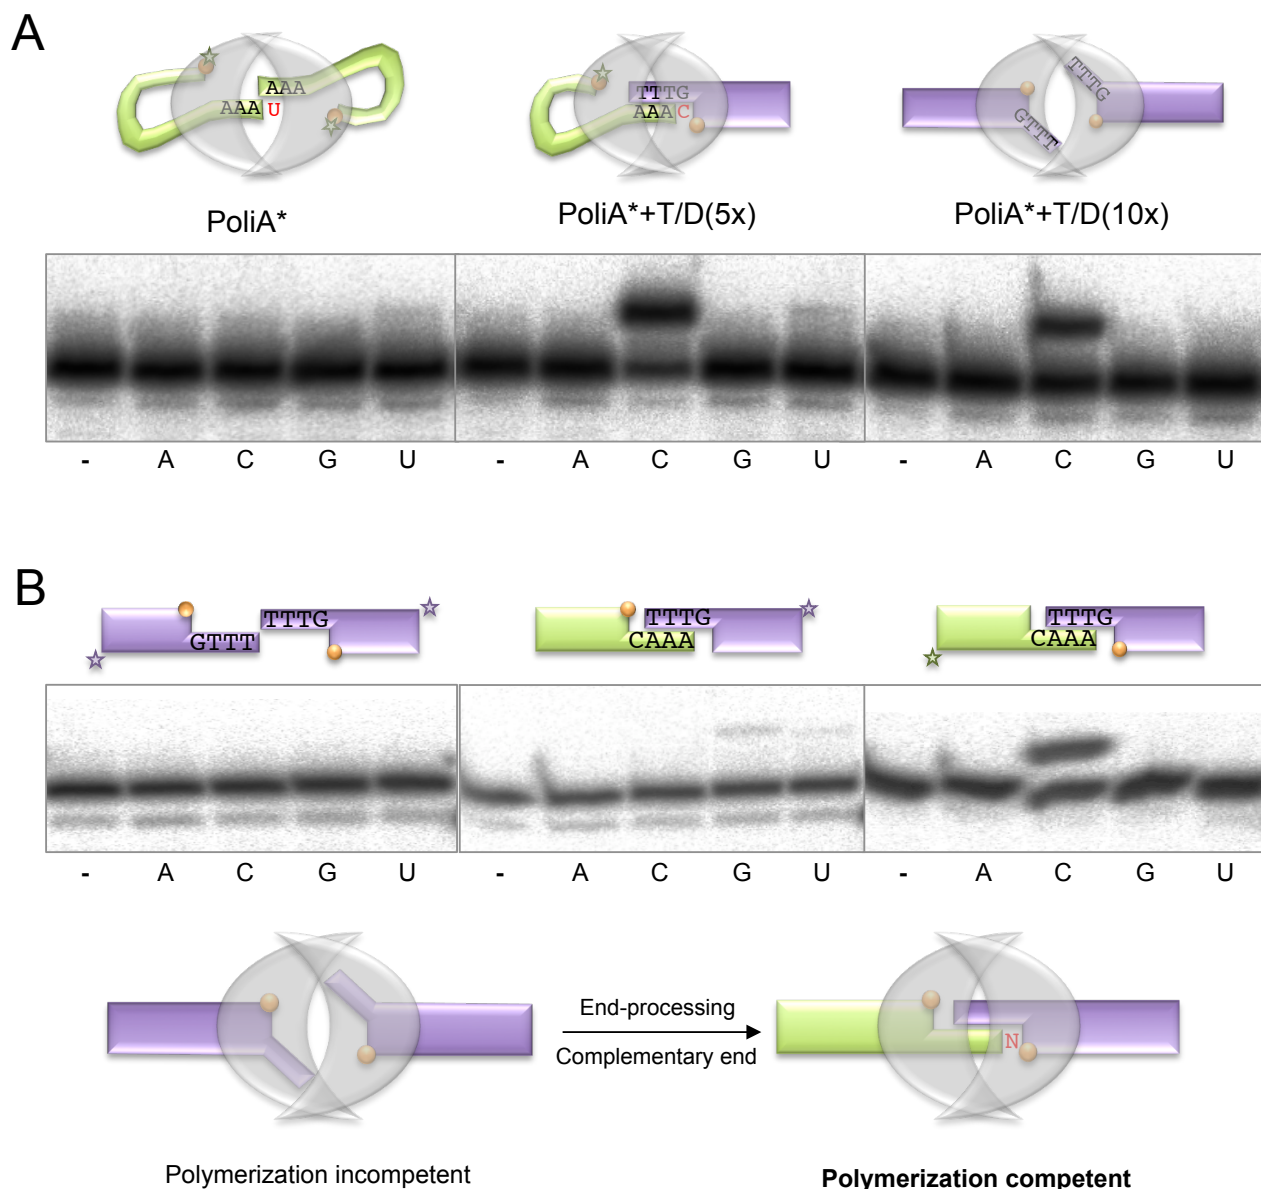 A
AAA
AAA U
TTTG
AAAC
TTTG
GTTT
PoliA*
PoliA*+T/D(5x)
PoliA*+T/D(10x)
- A C G U - A C G U - A C G U
B
GTTT TTTG
TTTG
CAAA
TTTG
CAAA
- A C G U - A C G U - A C G U
End-processing
Complementary end
N
Polymerization incompetent
Polymerization competent